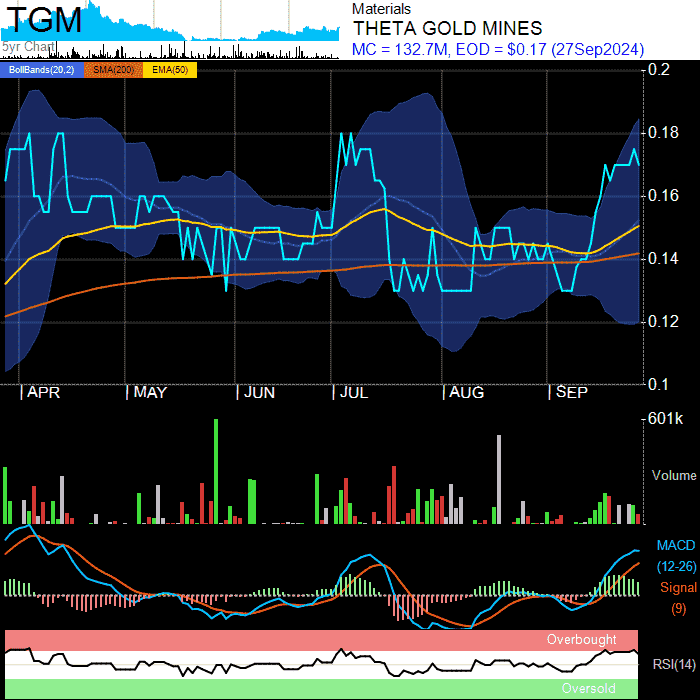 TGM
5yr Chart
Materials
THETA GOLD MINES
MC = 132.7M, EOD = $0.17 (27Sep2024)
BollBands(20,2) SMA(200) EMA(50)
0.2
0.18
0.16
0.14
0.12
0.1
APR MAY JUN JUL AUG SEP
601k
Volume
MACD
(12-26)
Signal
(9)
Overbought
RSI(14)
Oversold